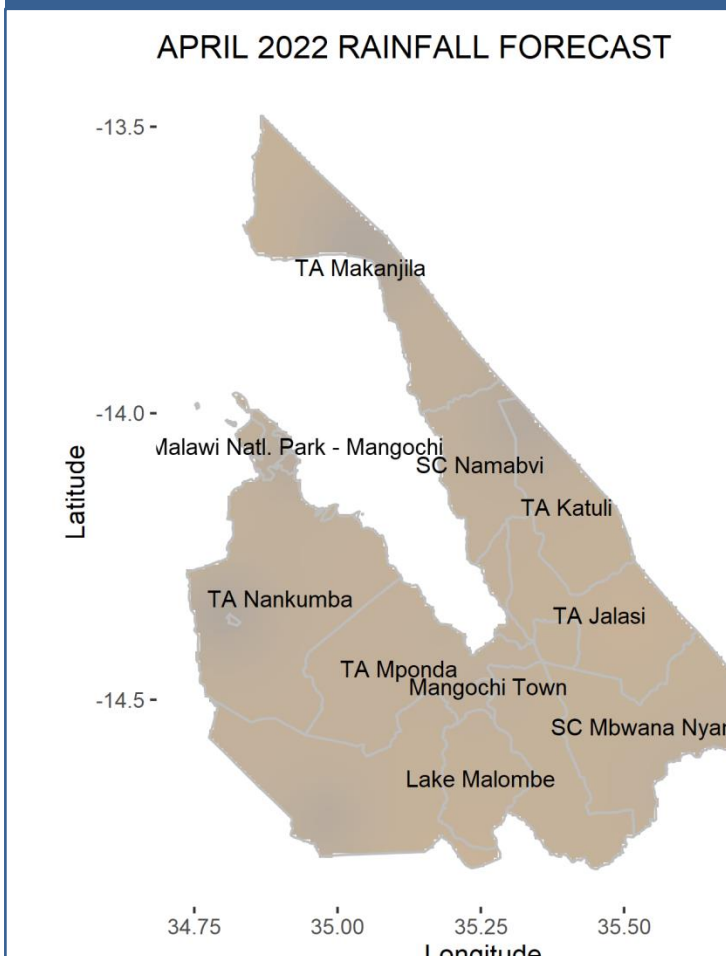 APRIL 2022 RAINFALL FORECAST
-13.5
TA Makanjila
-14.0
Malawi Natl. Park - Mangochi
SC Namabvi
TA Katuli
Latitude
TA Nankumba
TA Jalasi
TA Mponda
Mangochi Town
-14.5
SC Mbwana Nyar
Lake Malombe
34.75 35.00 35.25 35.50
Longitude